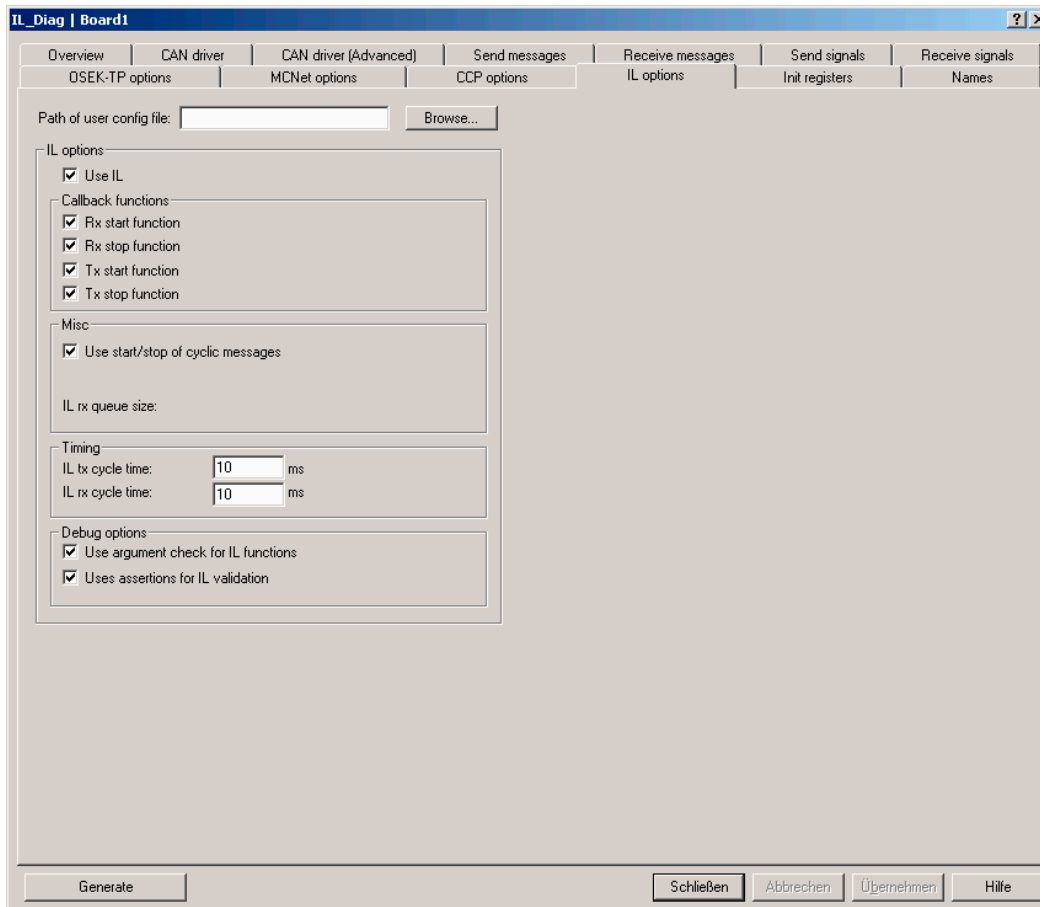 IL_Diag | Board1
Overview CAN driver CAN driver (Advanced) Send messages Receive messages Send signals Receive signals
OSEK-TP options MCNet options CCP options IL options Init registers Names
Path of user config file: Browse...
IL options
Use IL
Callback functions
Rx start function
Rx stop function
Tx start function
Tx stop function
Misc
Use start/stop of cyclic messages
IL rx queue size:
Timing
IL tx cycle time: 10 ms
IL rx cycle time: 10 ms
Debug options
Use argument check for IL functions
Uses assertions for IL validation
Generate Schließen Abbrechen Übernehmen Hilfe